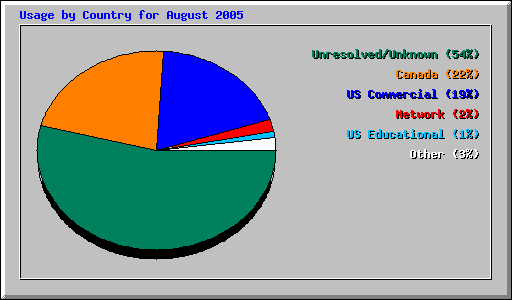 Usage by Country for August 2005
Unresolved/Unknown (54%)
Canada (22%)
US Commercial (19%)
Network (2%)
US Educational (1%)
Other (3%)